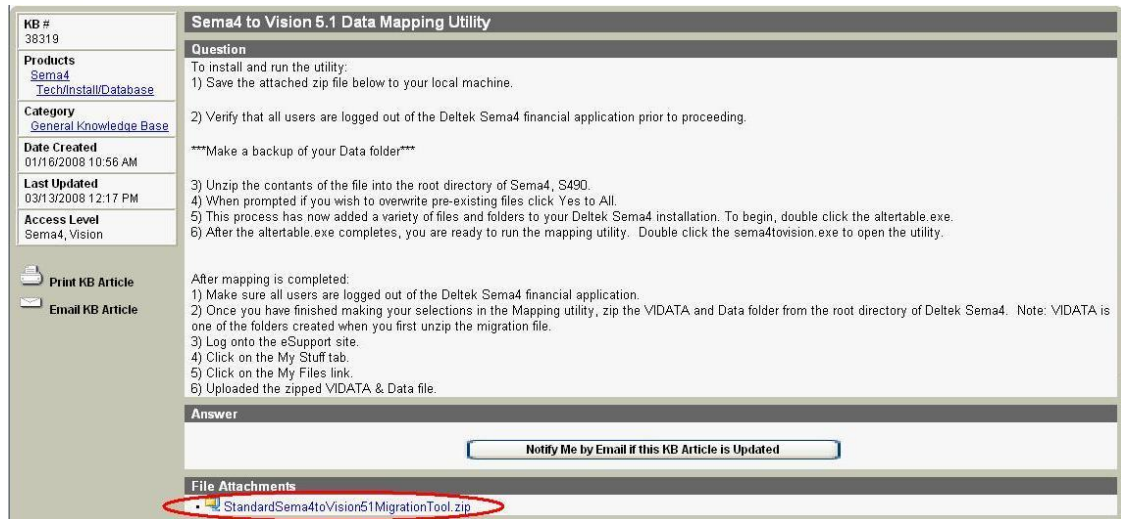 KB #
38319
Products
Sema4
Tech/Install/Database
Category
General Knowledge Base
Date Created
01/16/2008 10:56 AM
Last Updated
03/13/2008 12:17 PM
Access Level
Sema4, Vision
Print KB Article
Email KB Article
Sema4 to Vision 5.1 Data Mapping Utility
Question
To install and run the utility:
1) Save the attached zip file below to your local machine.
2) Verify that all users are logged out of the Deltek Sema4 financial application prior to proceeding.
***Make a backup of your Data folder***
3) Unzip the contants of the file into the root directory of Sema4, S490.
4) When prompted if you wish to overwrite pre-existing files click Yes to All.
5) This process has now added a variety of files and folders to your Deltek Sema4 installation. To begin, double click the altertable.exe.
6) After the altertable.exe completes, you are ready to run the mapping utility.  Double click the sema4tovision.exe to open the utility.
After mapping is completed:
1) Make sure all users are logged out of the Deltek Sema4 financial application.
2) Once you have finished making your selections in the Mapping utility, zip the VIDATA and Data folder from the root directory of Deltek Sema4.  Note: VIDATA is
one of the folders created when you first unzip the migration file.
3) Log onto the eSupport site.
4) Click on the My Stuff tab.
5) Click on the My Files link.
6) Uploaded the zipped VIDATA & Data file.
Answer
Notify Me by Email if this KB Article is Updated
File Attachments
• StandardSema4toVision51MigrationTool.zip